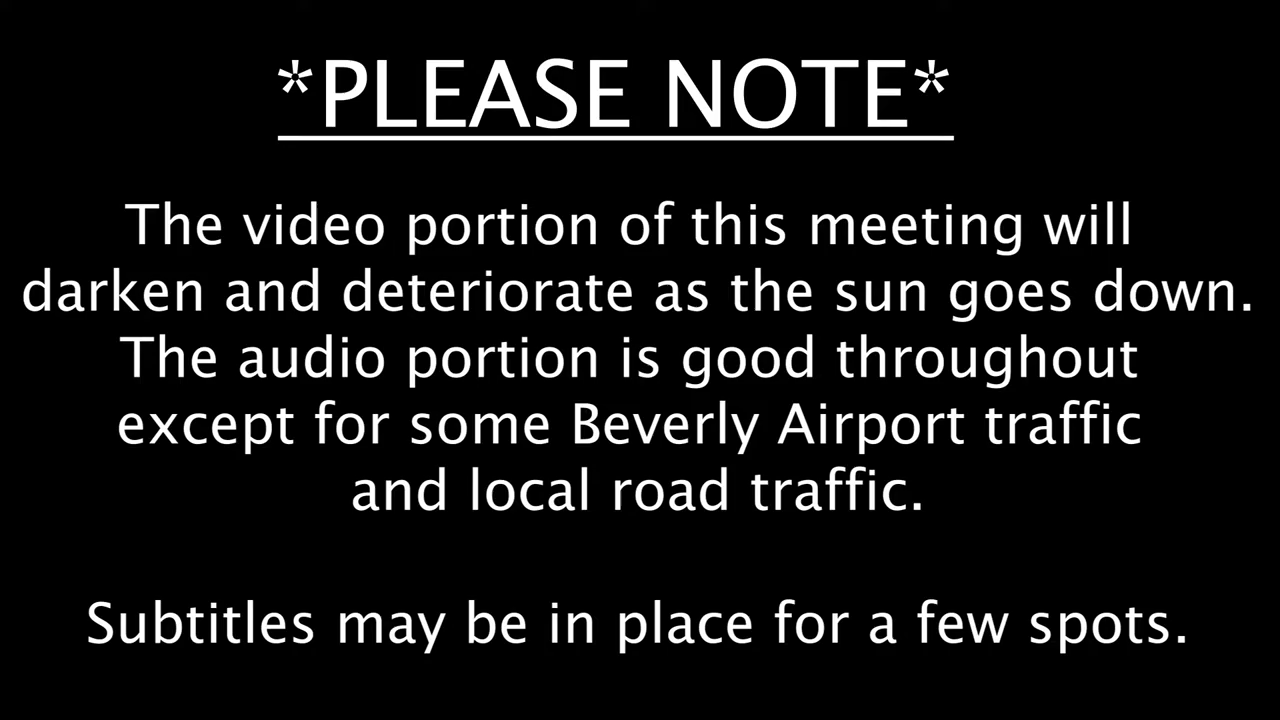 *PLEASE NOTE*
The video portion of this meeting will
darken and deteriorate as the sun goes down.
The audio portion is good throughout
except for some Beverly Airport traffic
and local road traffic.
Subtitles may be in place for a few spots.